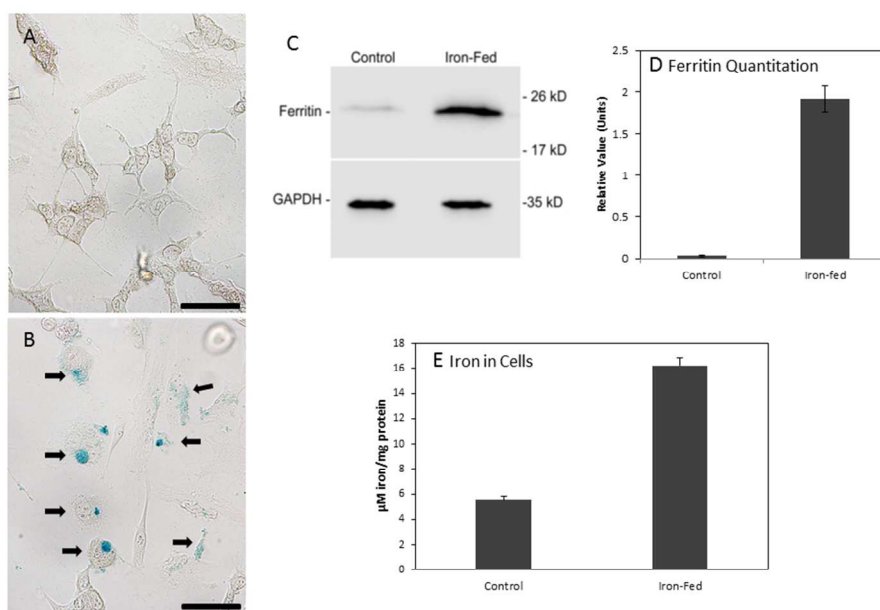 A
B
C
Control Iron-Fed
Ferritin -
- 26 kD
- 17 kD
GAPDH -
-35 kD
D Ferritin Quantitation
Relative Value (Units)
2.5
2
1.5
1
0.5
0
Control Iron-fed
E Iron in Cells
µM iron/mg protein
18
16
14
12
10
8
6
4
2
0
Control Iron-Fed